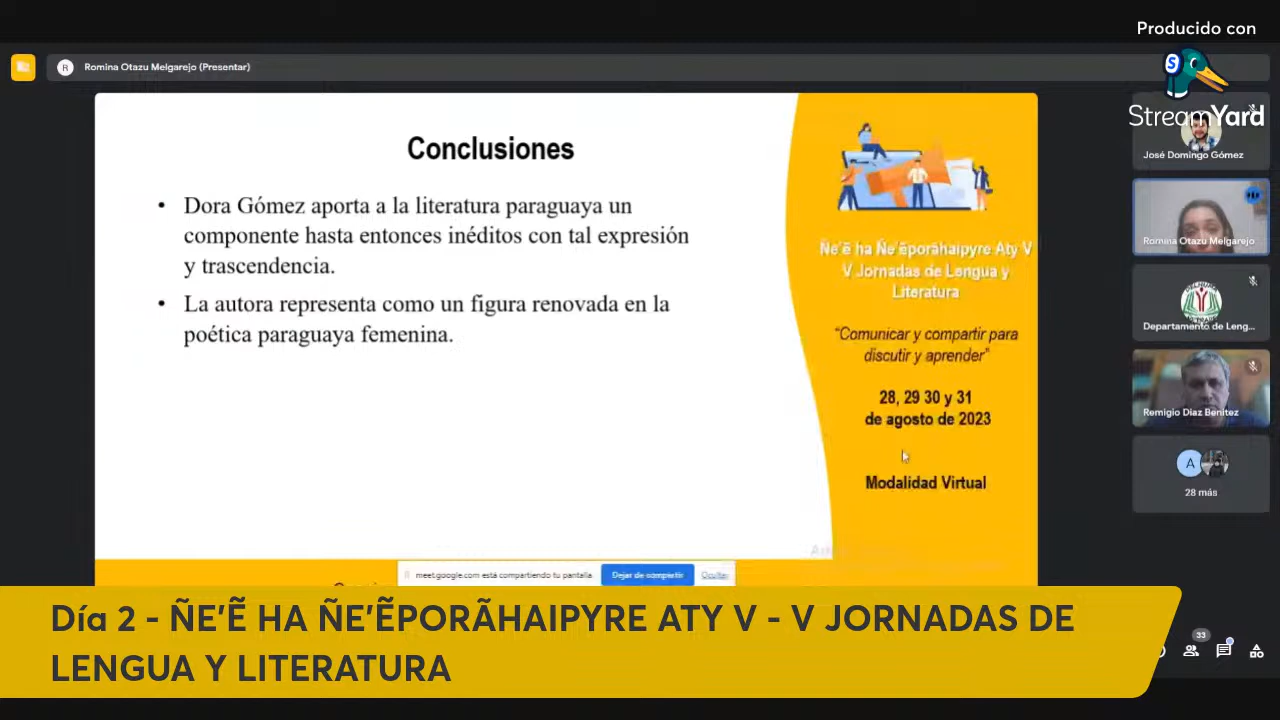 Producido con
StreamYard
R
Romina Otazu Melgarejo (Presentar)
Conclusiones
• Dora Gómez aporta a la literatura paraguaya un
componente hasta entonces inéditos con tal expresión
y trascendencia.
• La autora representa como un figura renovada en la
poética paraguaya femenina.
Ñe'ẽ ha Ñe'ẽporãhaipyre Aty V
V Jornadas de Lengua y
Literatura
“Comunicar y compartir para
discutir y aprender”
28, 29 30 y 31
de agosto de 2023
Modalidad Virtual
José Domingo Gómez
Romina Otazu Melgarejo
Departamento de Leng...
Remigio Diaz Benitez
A
28 más
meet.google.com está compartiendo tu pantalla
Dejar de compartir
Ocultar
Día 2 - ÑE’Ẽ HA ÑE’ẼPORÃHAIPYRE ATY V - V JORNADAS DE
LENGUA Y LITERATURA
33